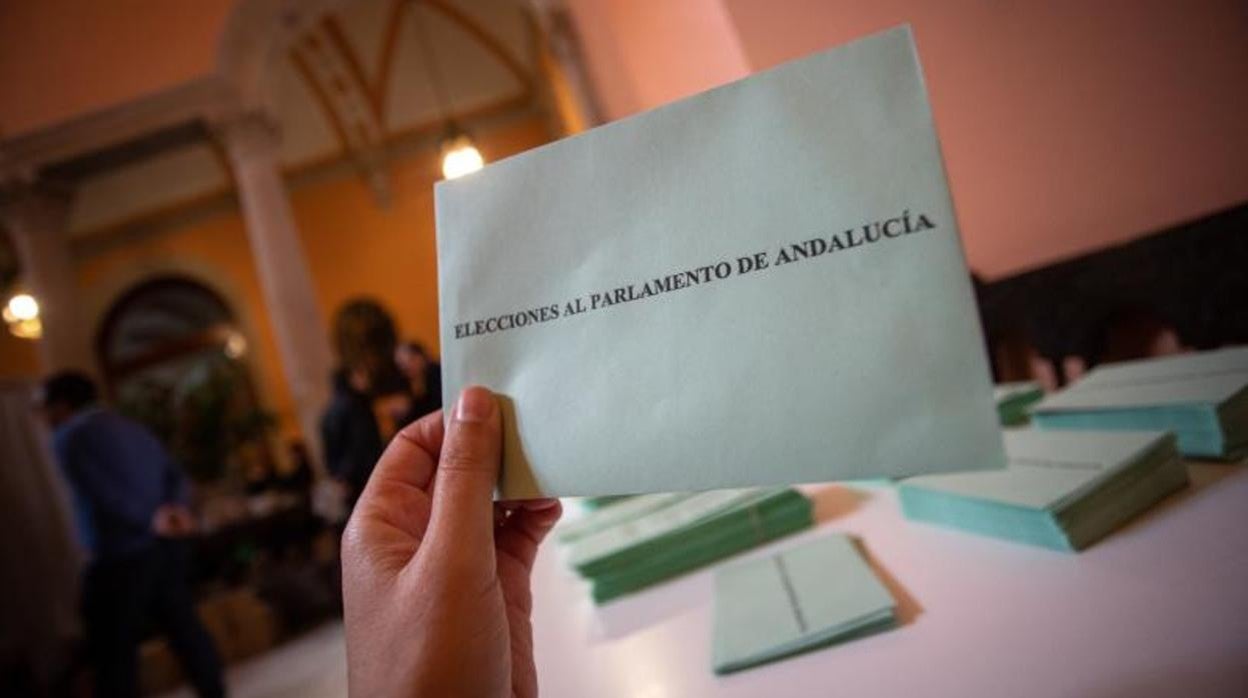 ELECCIONES AL PARLAMENTO DE ANDALUCÍA